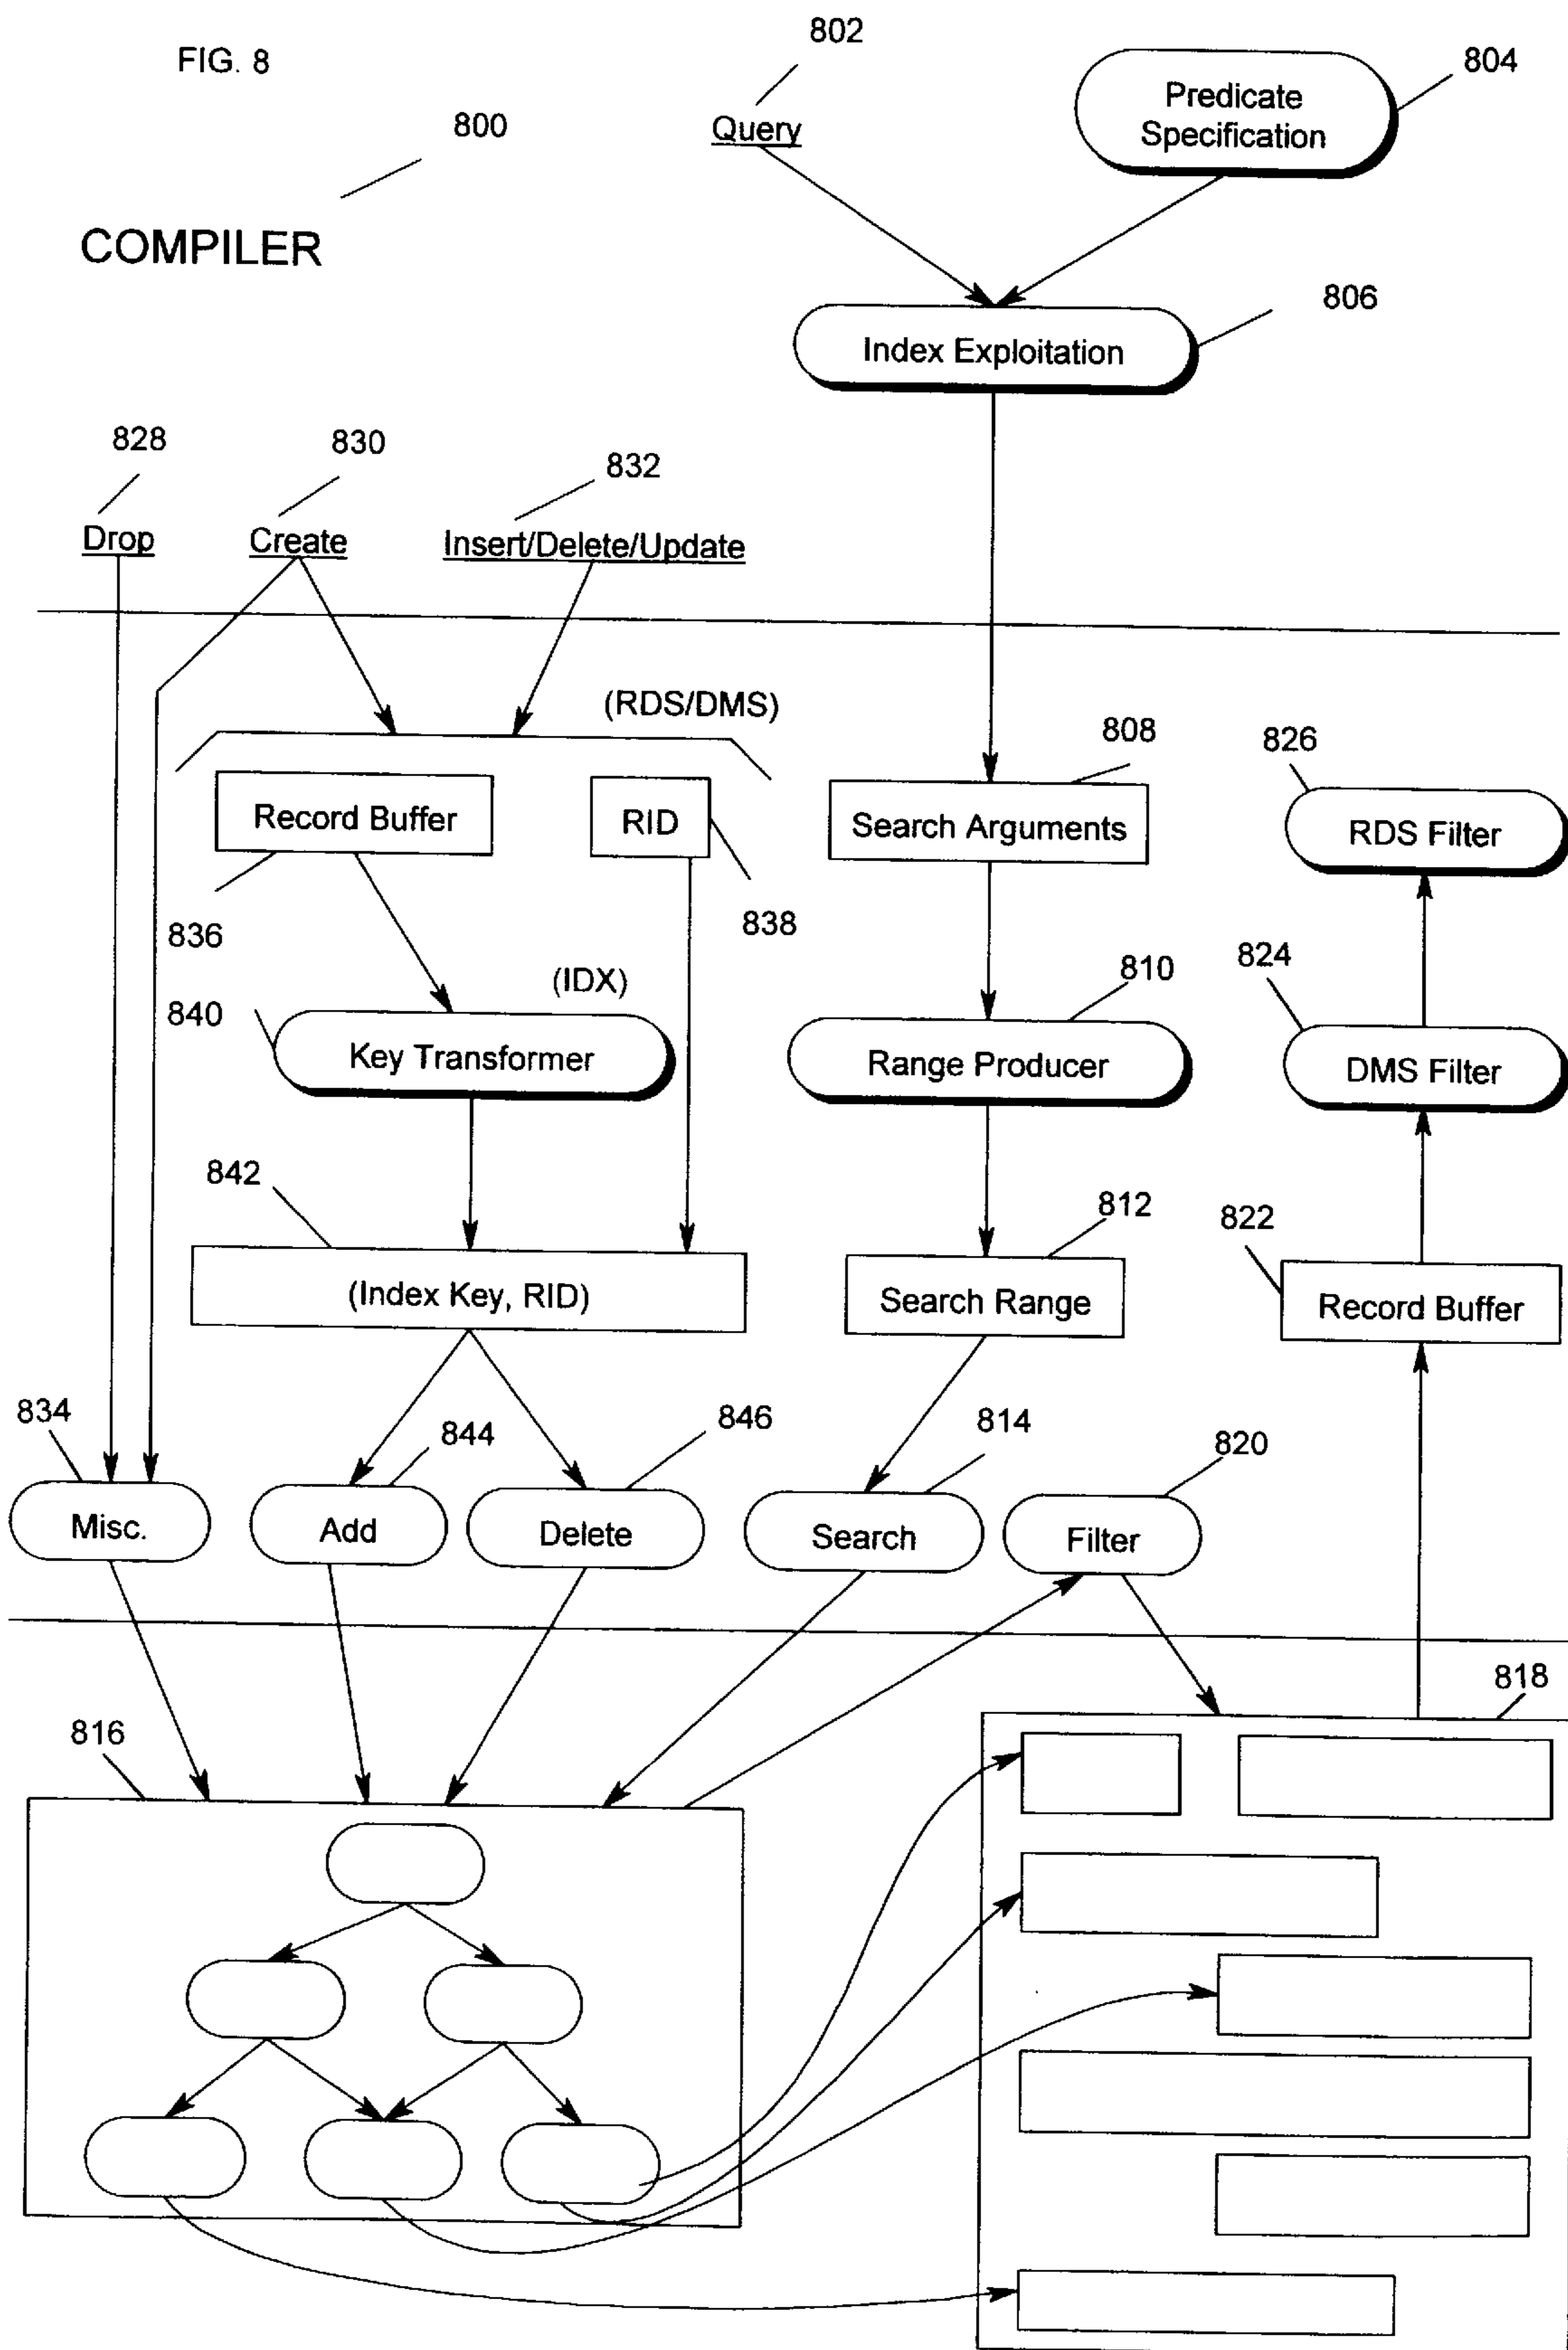 FIG. 8
802
804
Predicate
Specification
800
Query
COMPILER
806
Index Exploitation
828
830
832
Drop
Create
Insert/Delete/Update
(RDS/DMS)
808
826
Record Buffer
RID
Search Arguments
RDS Filter
836
838
(IDX)
810
824
840
Key Transformer
Range Producer
DMS Filter
842
812
822
(Index Key, RID)
Search Range
Record Buffer
834
844
846
814
820
Misc.
Add
Delete
Search
Filter
818
816